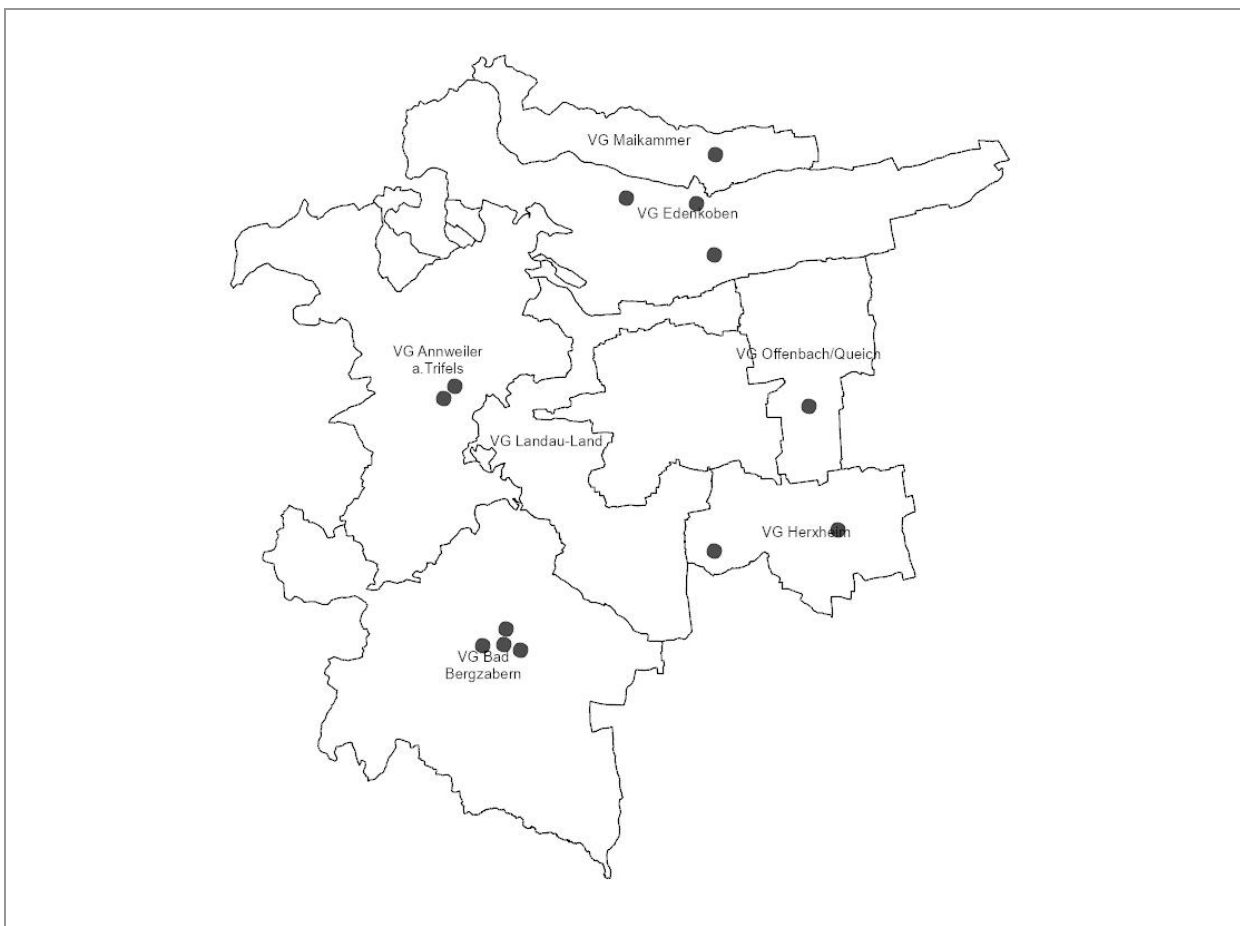 VG Maikammer
VG Edenkoben
VG Offenbach/Queich
VG Annweiler
a.Trifels
VG Landau-Land
VG Herxheim
VG Bad
Bergzabern